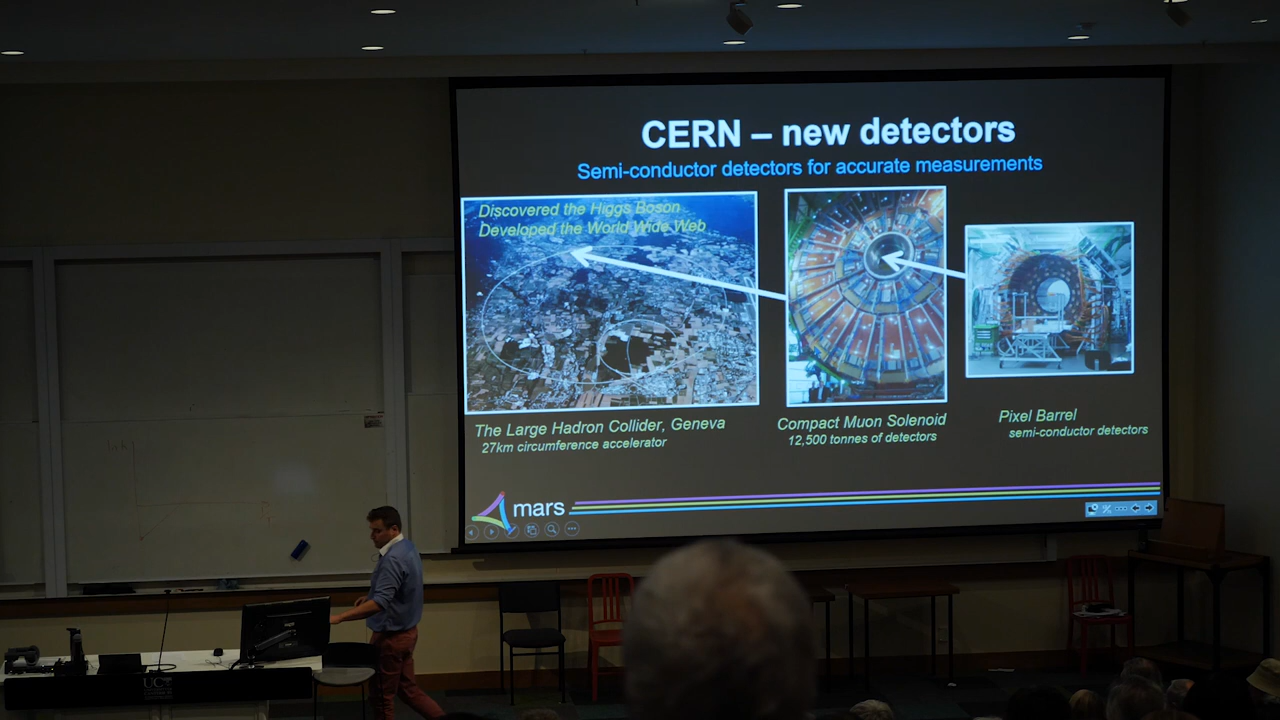 CERN – new detectors
Semi-conductor detectors for accurate measurements
Discovered the Higgs Boson
Developed the World Wide Web
The Large Hadron Collider, Geneva
27km circumference accelerator
Compact Muon Solenoid
12,500 tonnes of detectors
Pixel Barrel
semi-conductor detectors
mars
UC